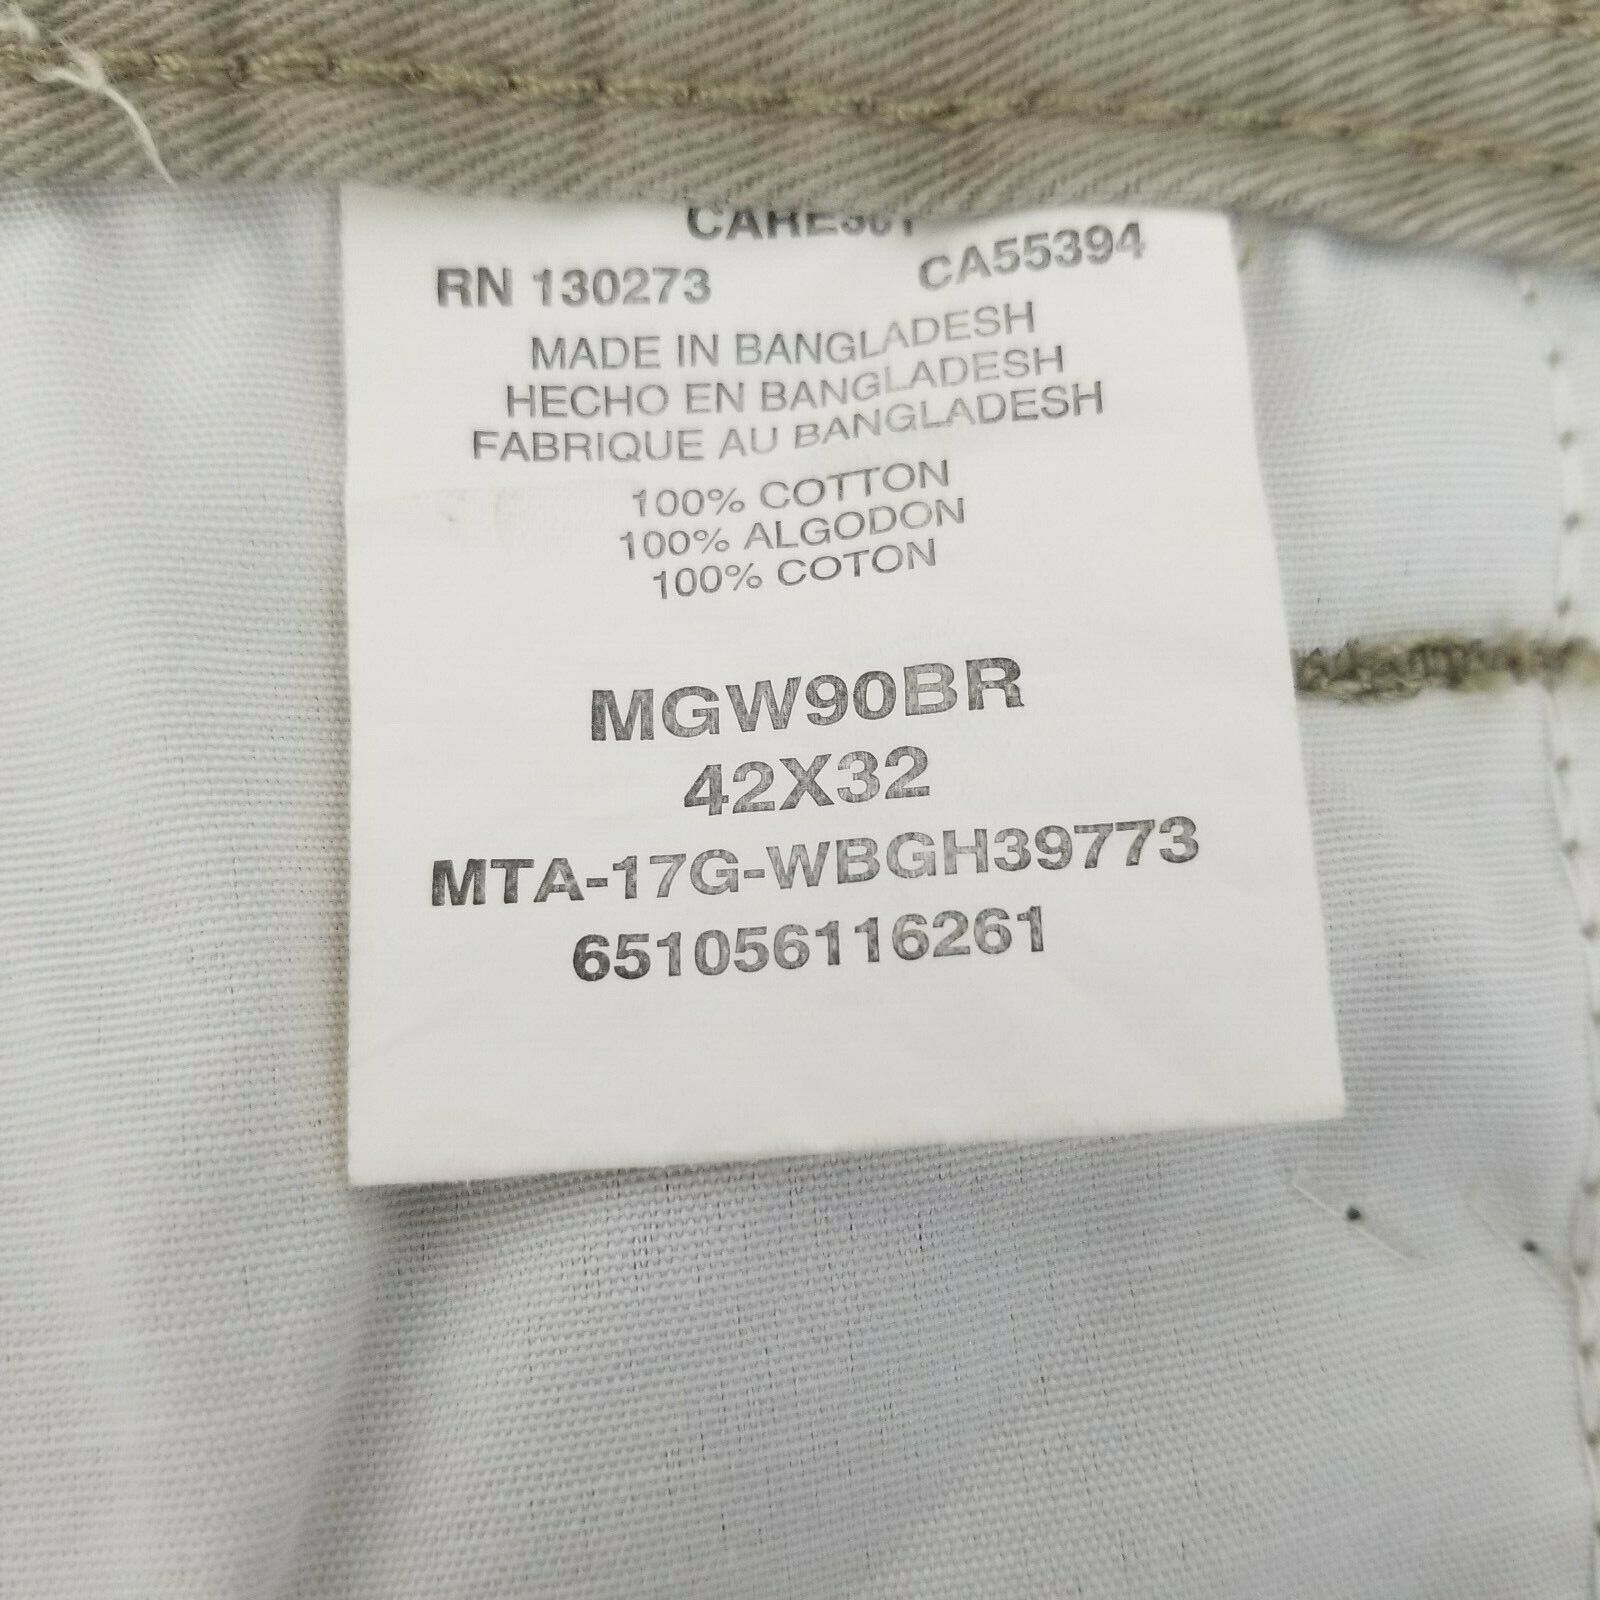 RN 130273 CA55394
MADE IN BANGLADESH
HECHO EN BANGLADESH
FABRIQUE AU BANGLADESH
100% COTTON
100% ALGODON
100% COTON
MGW90BR
42X32
MTA-17G-WBGH39773
651056116261